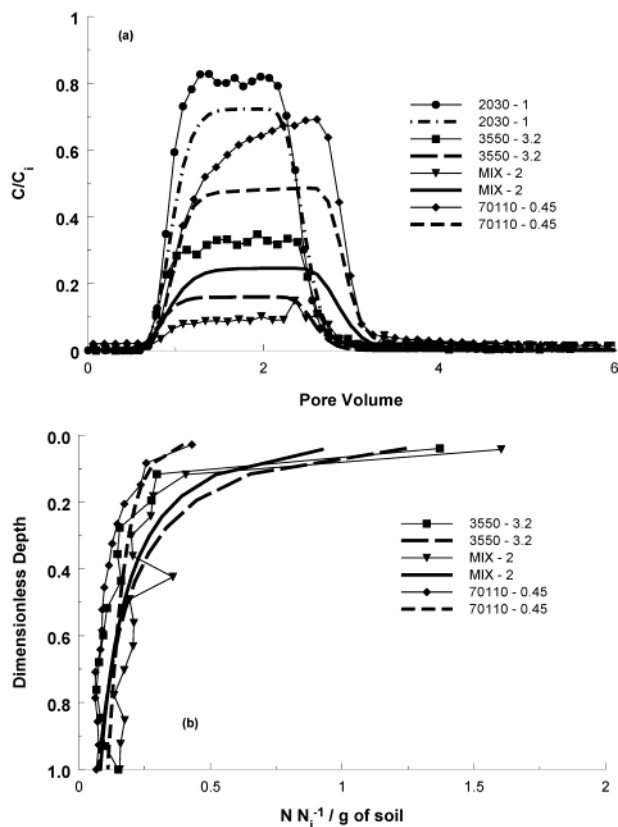 (a)
C/Cᵢ
1
0.8
0.6
0.4
0.2
0
0 2 4 6
Pore Volume
2030 - 1
2030 - 1
3550 - 3.2
3550 - 3.2
MIX - 2
MIX - 2
70110 - 0.45
70110 - 0.45
Dimensionless Depth
0.0
0.2
0.4
0.6
0.8
1.0
3550 - 3.2
3550 - 3.2
MIX - 2
MIX - 2
70110 - 0.45
70110 - 0.45
(b)
0 0.5 1 1.5 2
N Nᵢ⁻¹ / g of soil